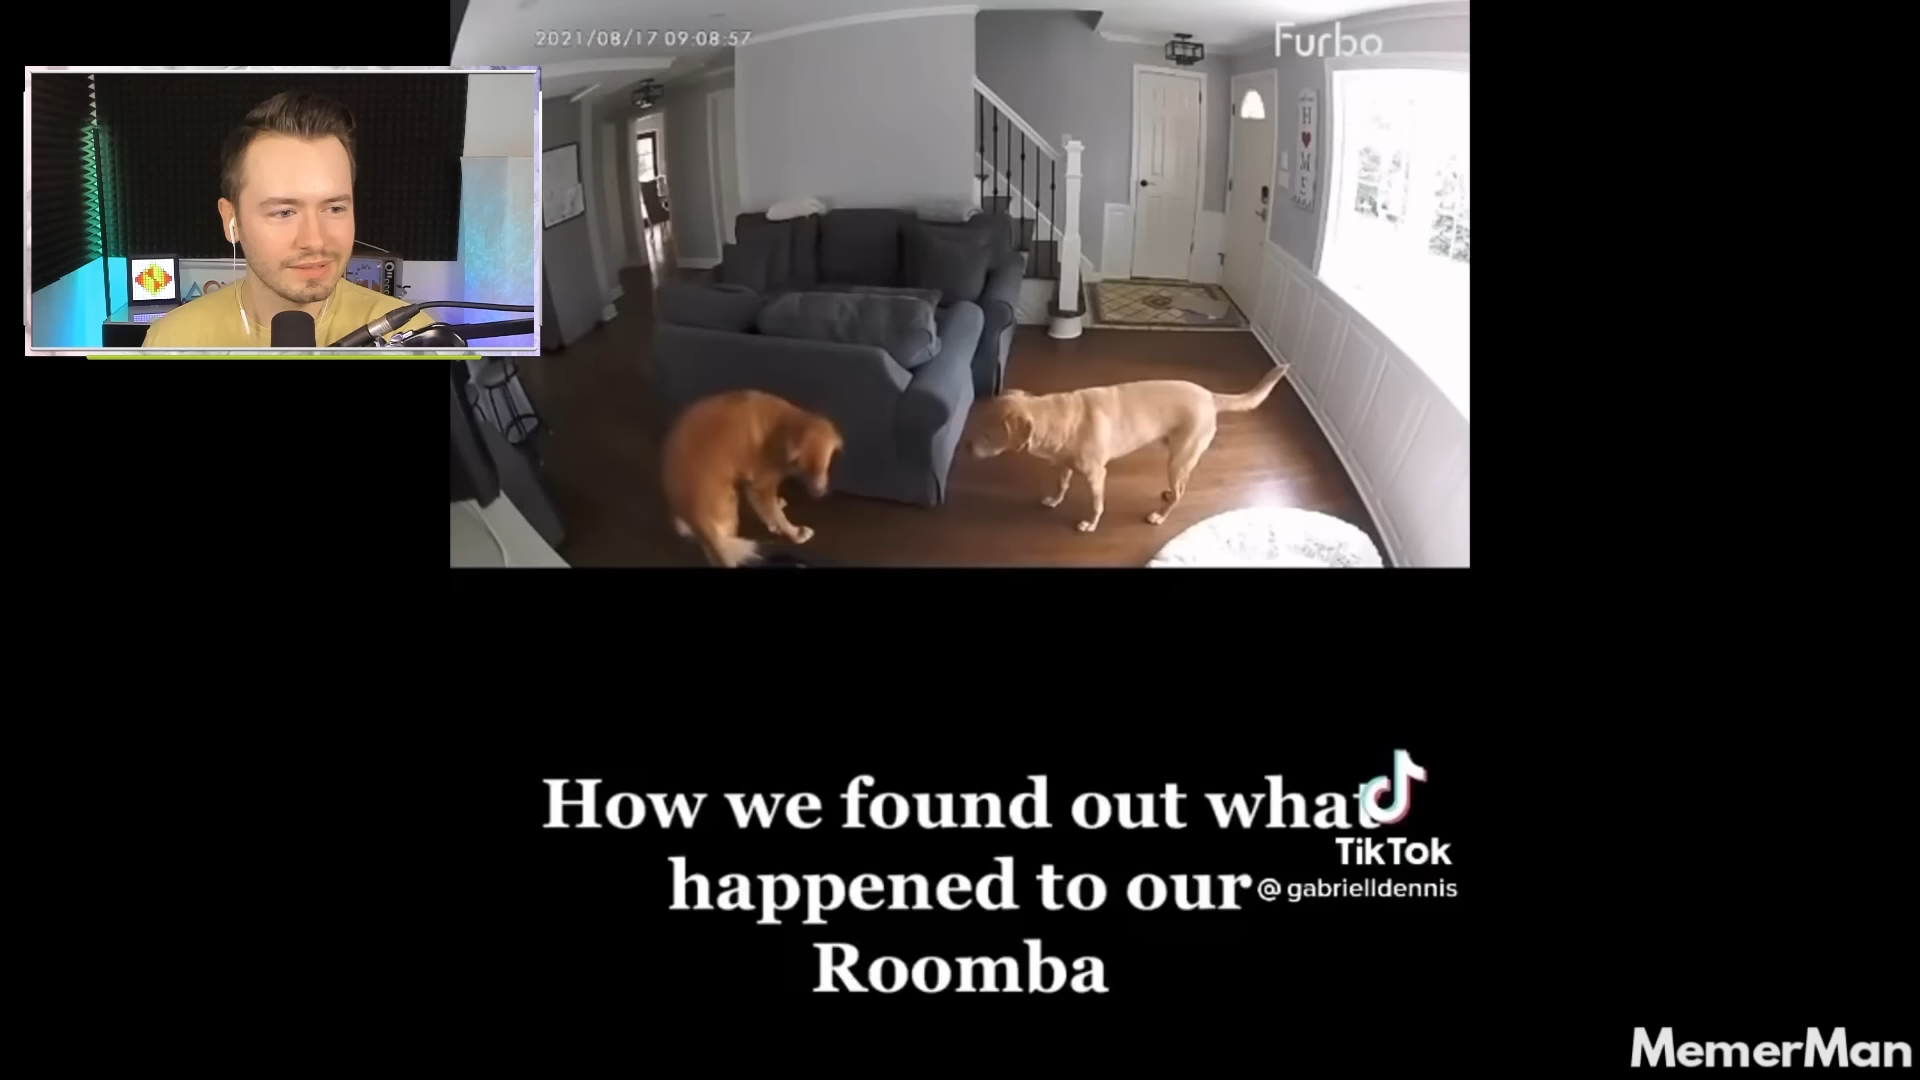 2021/08/17 09:08:57
Furbo
H
M
E
How we found out what
happened to our
Roomba
TikTok
@gabrielldennis
MemerMan